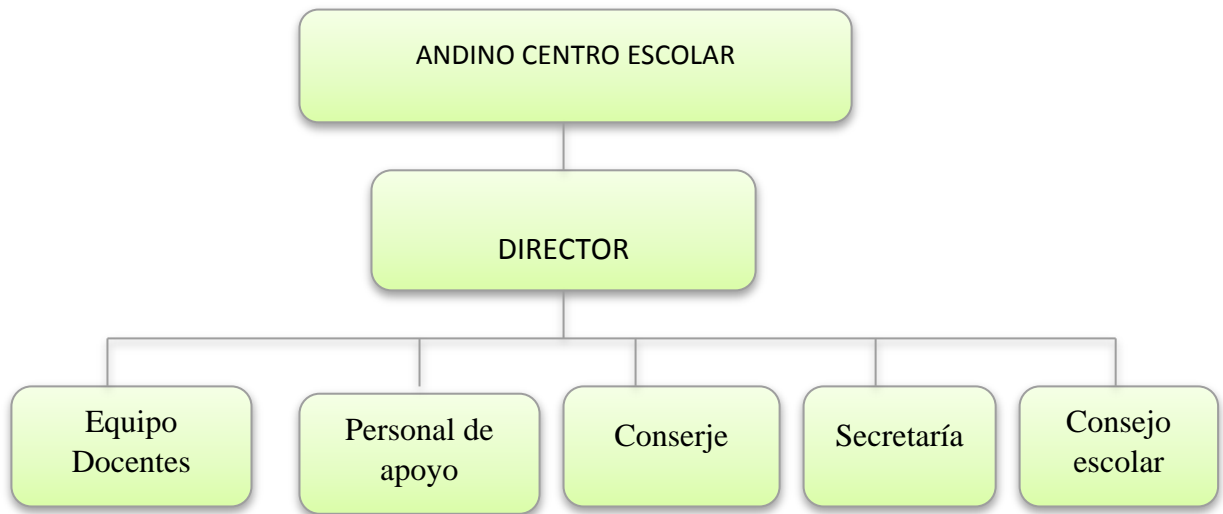 ANDINO CENTRO ESCOLAR
DIRECTOR
Equipo
Docentes
Personal de
apoyo
Conserje
Secretaría
Consejo
escolar